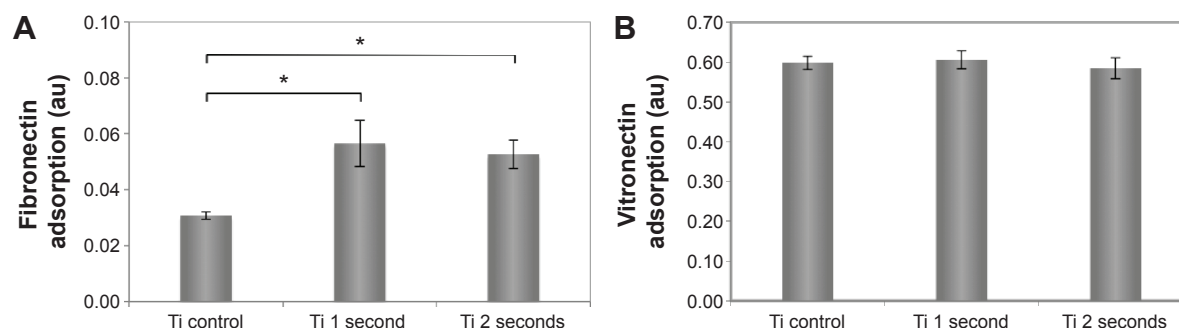 A
Fibronectin
adsorption (au)
0.10
0.08
0.06
0.04
0.02
0.00
*
*
Ti control
Ti 1 second
Ti 2 seconds
B
Vitronectin
adsorption (au)
0.70
0.60
0.50
0.40
0.30
0.20
0.10
0.00
Ti control
Ti 1 second
Ti 2 seconds